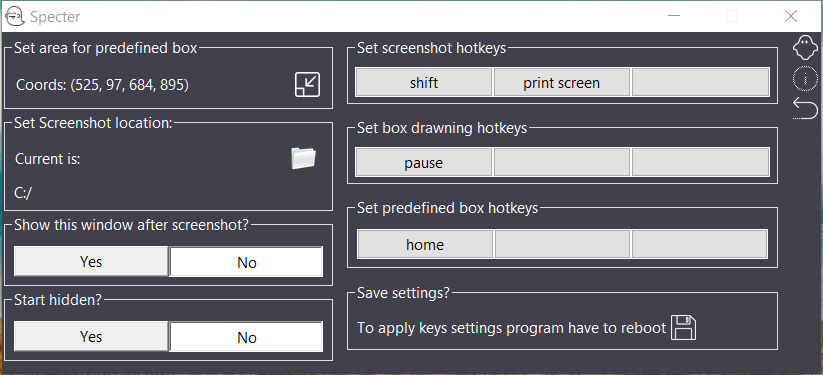 Specter
Set area for predefined box
Coords: (525, 97, 684, 895)
Set Screenshot location:
Current is:
C:/
Show this window after screenshot?
Yes No
Start hidden?
Yes No
Set screenshot hotkeys
shift print screen
Set box drawning hotkeys
pause
Set predefined box hotkeys
home
Save settings?
To apply keys settings program have to reboot